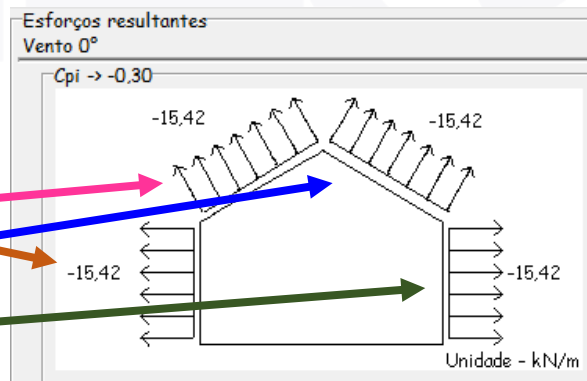 Esforços resultantes
Vento 0°
Cpi -> -0,30
-15,42 -15,42
-15,42 -15,42
Unidade - kN/m